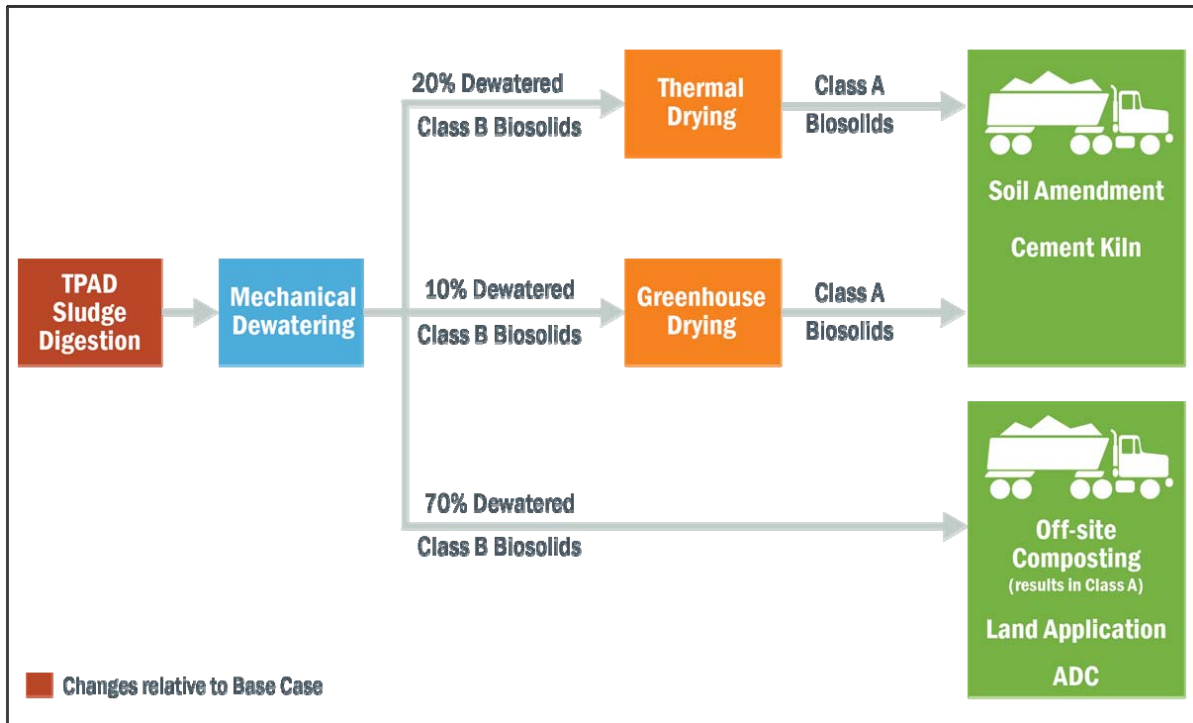 20% Dewatered
Class B Biosolids
Thermal
Drying
Class A
Biosolids
Soil Amendment
Cement Kiln
TPAD
Sludge
Digestion
Mechanical
Dewatering
10% Dewatered
Class B Biosolids
Greenhouse
Drying
Class A
Biosolids
70% Dewatered
Class B Biosolids
Off-site
Composting
(results in Class A)
Land Application
ADC
Changes relative to Base Case